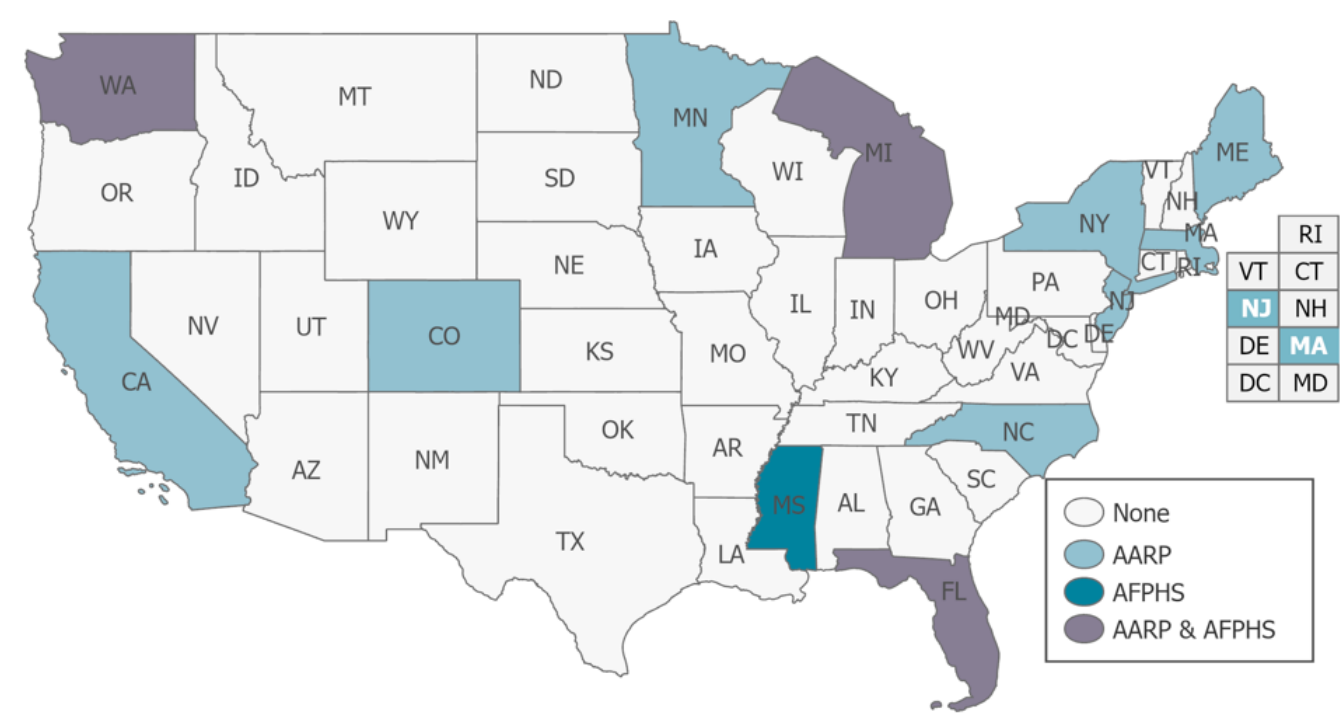 WA
MT
ND
MN
MI
ME
OR
ID
SD
WI
VT
NH
WY
NY
MA
RI
IA
NE
CT
RI
VT
CT
PA
NJ
NJ
NH
NV
UT
CO
IL
IN
OH
MD
DC
DE
DE
MA
KS
MO
WV
VA
CA
KY
DC
MD
OK
AR
TN
NC
AZ
NM
SC
MS
AL
GA
TX
LA
FL
None
AARP
AFPHS
AARP & AFPHS